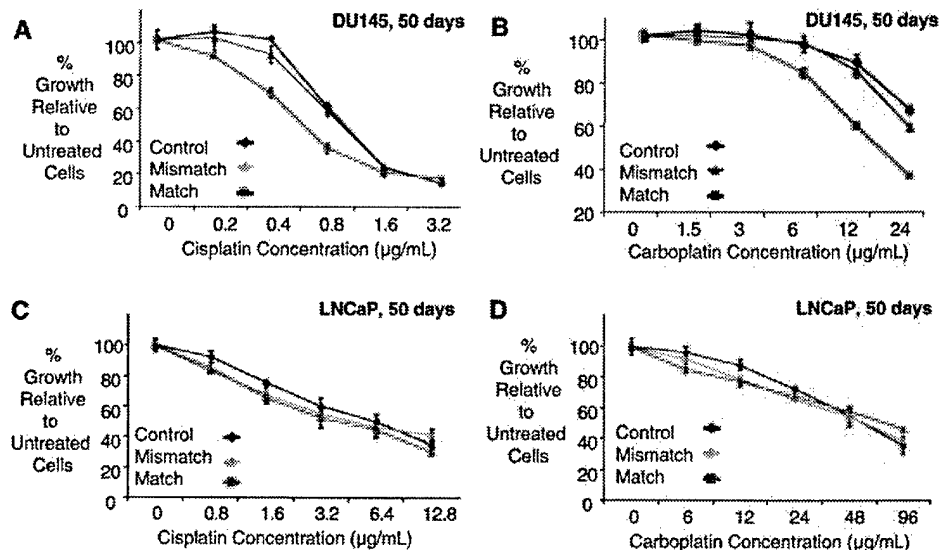 A
DU145, 50 days
%
Growth
Relative
to
Untreated
Cells
100
80
60
40
20
0
Control
Mismatch
Match
0 0.2 0.4 0.8 1.6 3.2
Cisplatin Concentration (µg/mL)
B
DU145, 50 days
%
Growth
Relative
to
Untreated
Cells
100
80
60
40
20
Control
Mismatch
Match
0 1.5 3 6 12 24
Carboplatin Concentration (µg/mL)
C
LNCaP, 50 days
%
Growth
Relative
to
Untreated
Cells
100
80
60
40
20
0
Control
Mismatch
Match
0 0.8 1.6 3.2 6.4 12.8
Cisplatin Concentration (µg/mL)
D
LNCaP, 50 days
%
Growth
Relative
to
Untreated
Cells
100
80
60
40
20
0
Control
Mismatch
Match
0 6 12 24 48 96
Carboplatin Concentration (µg/mL)